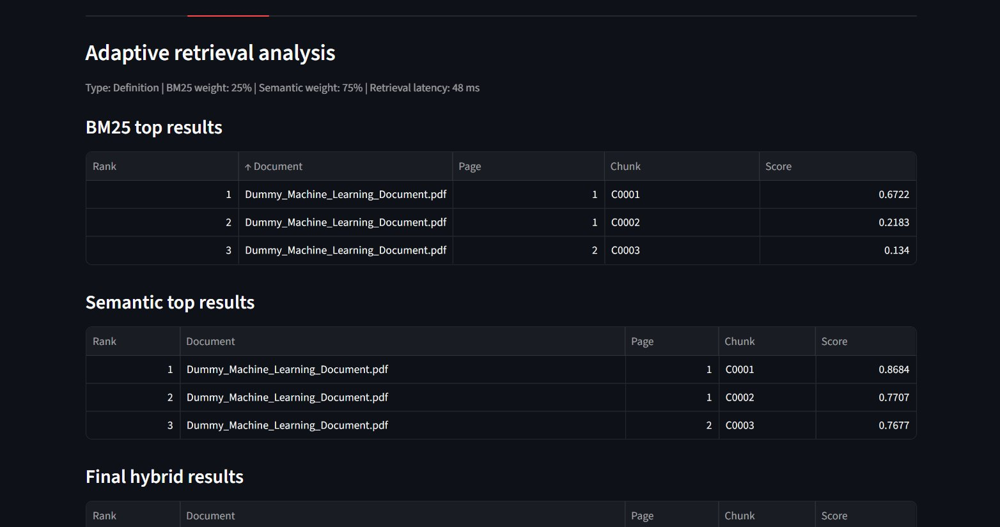 Adaptive retrieval analysis
Type: Definition | BM25 weight: 25% | Semantic weight: 75% | Retrieval latency: 48 ms
BM25 top results
Rank ↑ Document Page Chunk Score
1 Dummy_Machine_Learning_Document.pdf 1 C0001 0.6722
2 Dummy_Machine_Learning_Document.pdf 1 C0002 0.2183
3 Dummy_Machine_Learning_Document.pdf 2 C0003 0.134
Semantic top results
Rank Document Page Chunk Score
1 Dummy_Machine_Learning_Document.pdf 1 C0001 0.8684
2 Dummy_Machine_Learning_Document.pdf 1 C0002 0.7707
3 Dummy_Machine_Learning_Document.pdf 2 C0003 0.7677
Final hybrid results
Rank Document Page Chunk Score